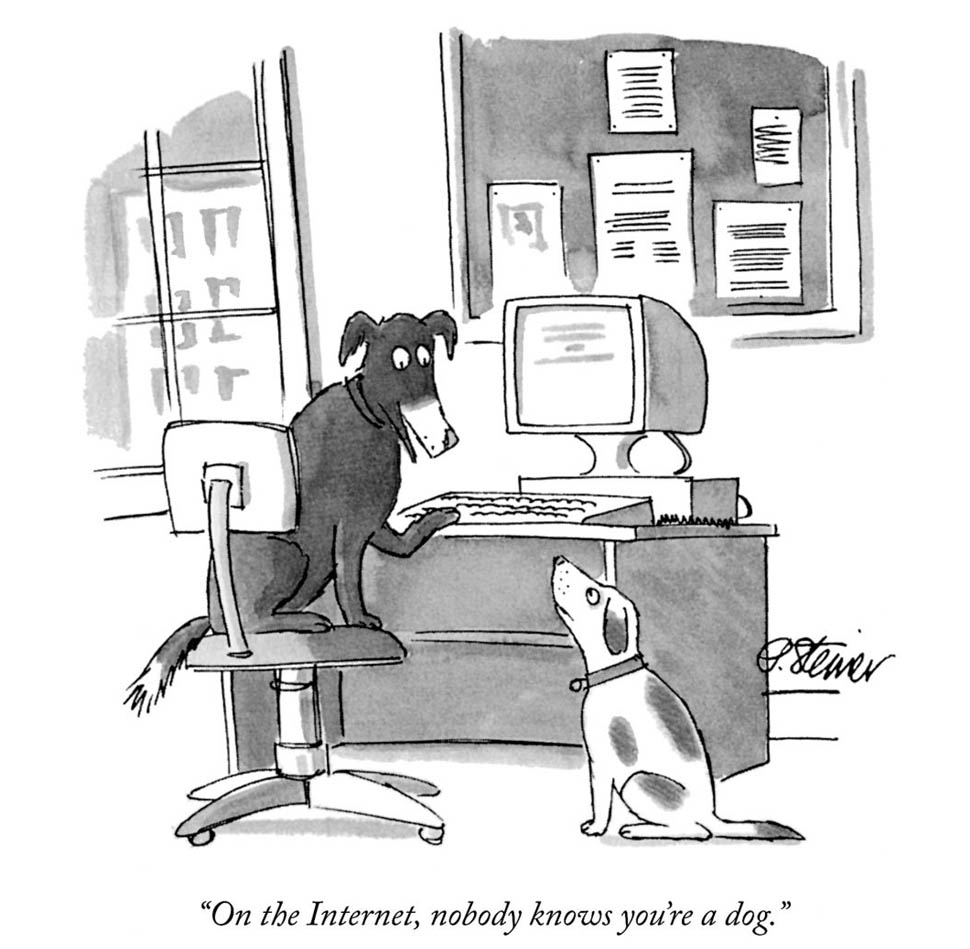 P. Steiner
“On the Internet, nobody knows you’re a dog.”